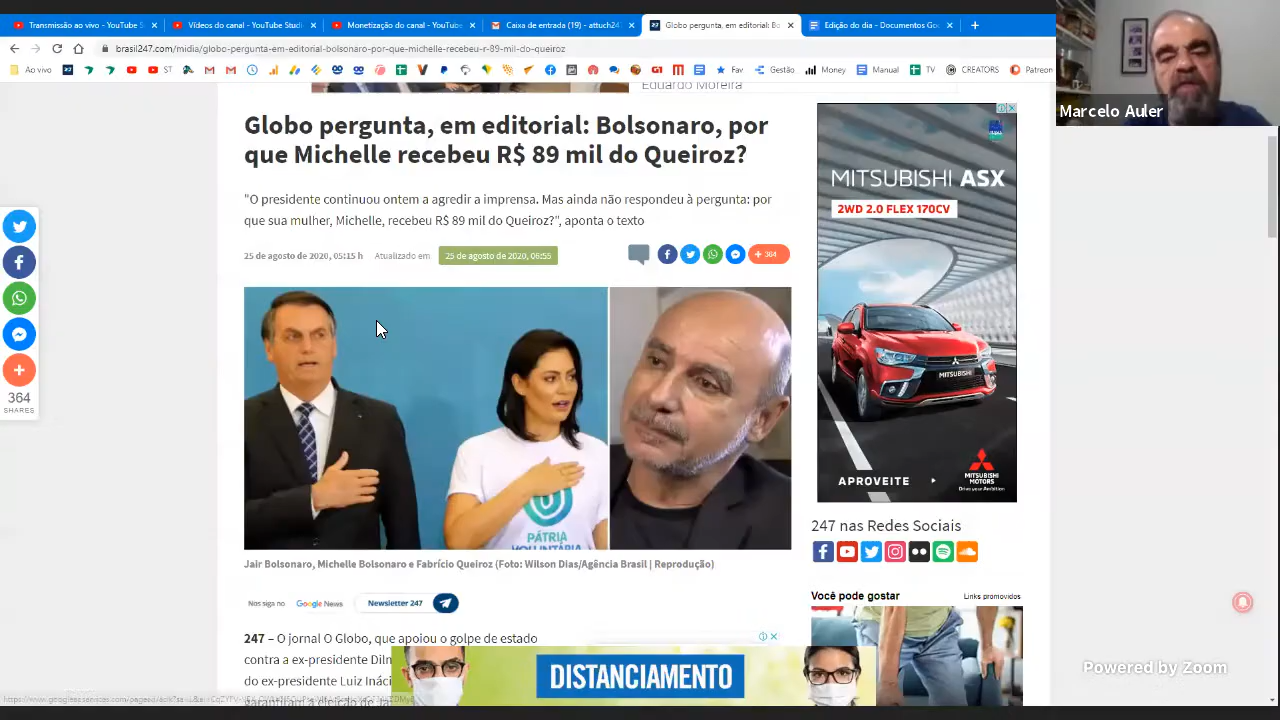 Transmissão ao vivo - YouTube S
Vídeos do canal - YouTube Studi
Monetização do canal - YouTube
Caixa de entrada (19) - attuch24
Globo pergunta, em editorial: Bo
Edição do dia - Documentos Goo
brasil247.com/midia/globo-pergunta-em-editorial-bolsonaro-por-que-michelle-recebeu-r-89-mil-do-queiroz
Ao vivo
ST
Fav
Gestão
Money
Manual
TV
CREATORS
Patreon
Marcelo Auler
Eduardo Moreira
Globo pergunta, em editorial: Bolsonaro, por
que Michelle recebeu R$ 89 mil do Queiroz?
"O presidente continuou ontem a agredir a imprensa. Mas ainda não respondeu à pergunta: por
que sua mulher, Michelle, recebeu R$ 89 mil do Queiroz?", aponta o texto
25 de agosto de 2020, 05:15 h Atualizado em 25 de agosto de 2020, 06:55
364
364
SHARES
MITSUBISHI ASX
2WD 2.0 FLEX 170CV
MITSUBISHI
APROVEITE
MITSUBISHI
MOTORS
Drive your Ambition
PÁTRIA
VOLUNTÁRIA
Jair Bolsonaro, Michelle Bolsonaro e Fabrício Queiroz (Foto: Wilson Dias/Agência Brasil | Reprodução)
247 nas Redes Sociais
Nos siga no Google News Newsletter 247
Você pode gostar
Links promovidos
247 – O jornal O Globo, que apoiou o golpe de estado
contra a ex-presidente Dilm
do ex-presidente Luiz Inác
DISTANCIAMENTO
Powered by Zoom